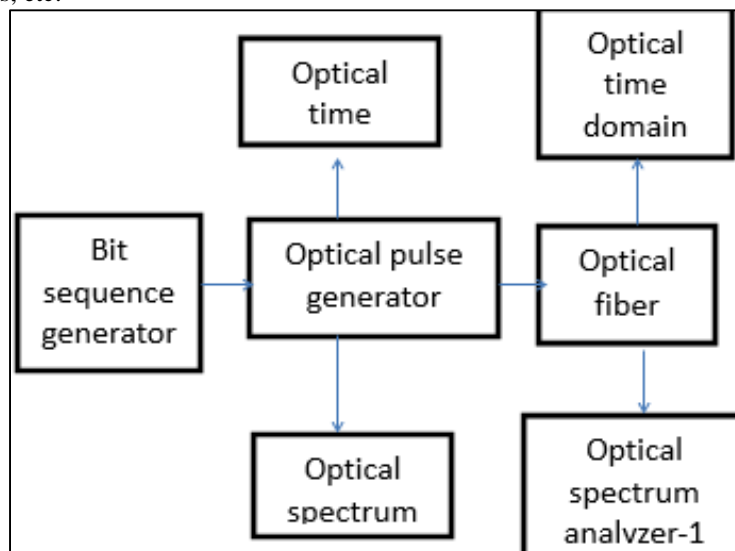 Optical
time
Optical
time
domain
Bit
sequence
generator
Optical pulse
generator
Optical
fiber
Optical
spectrum
Optical
spectrum
analyzer-1